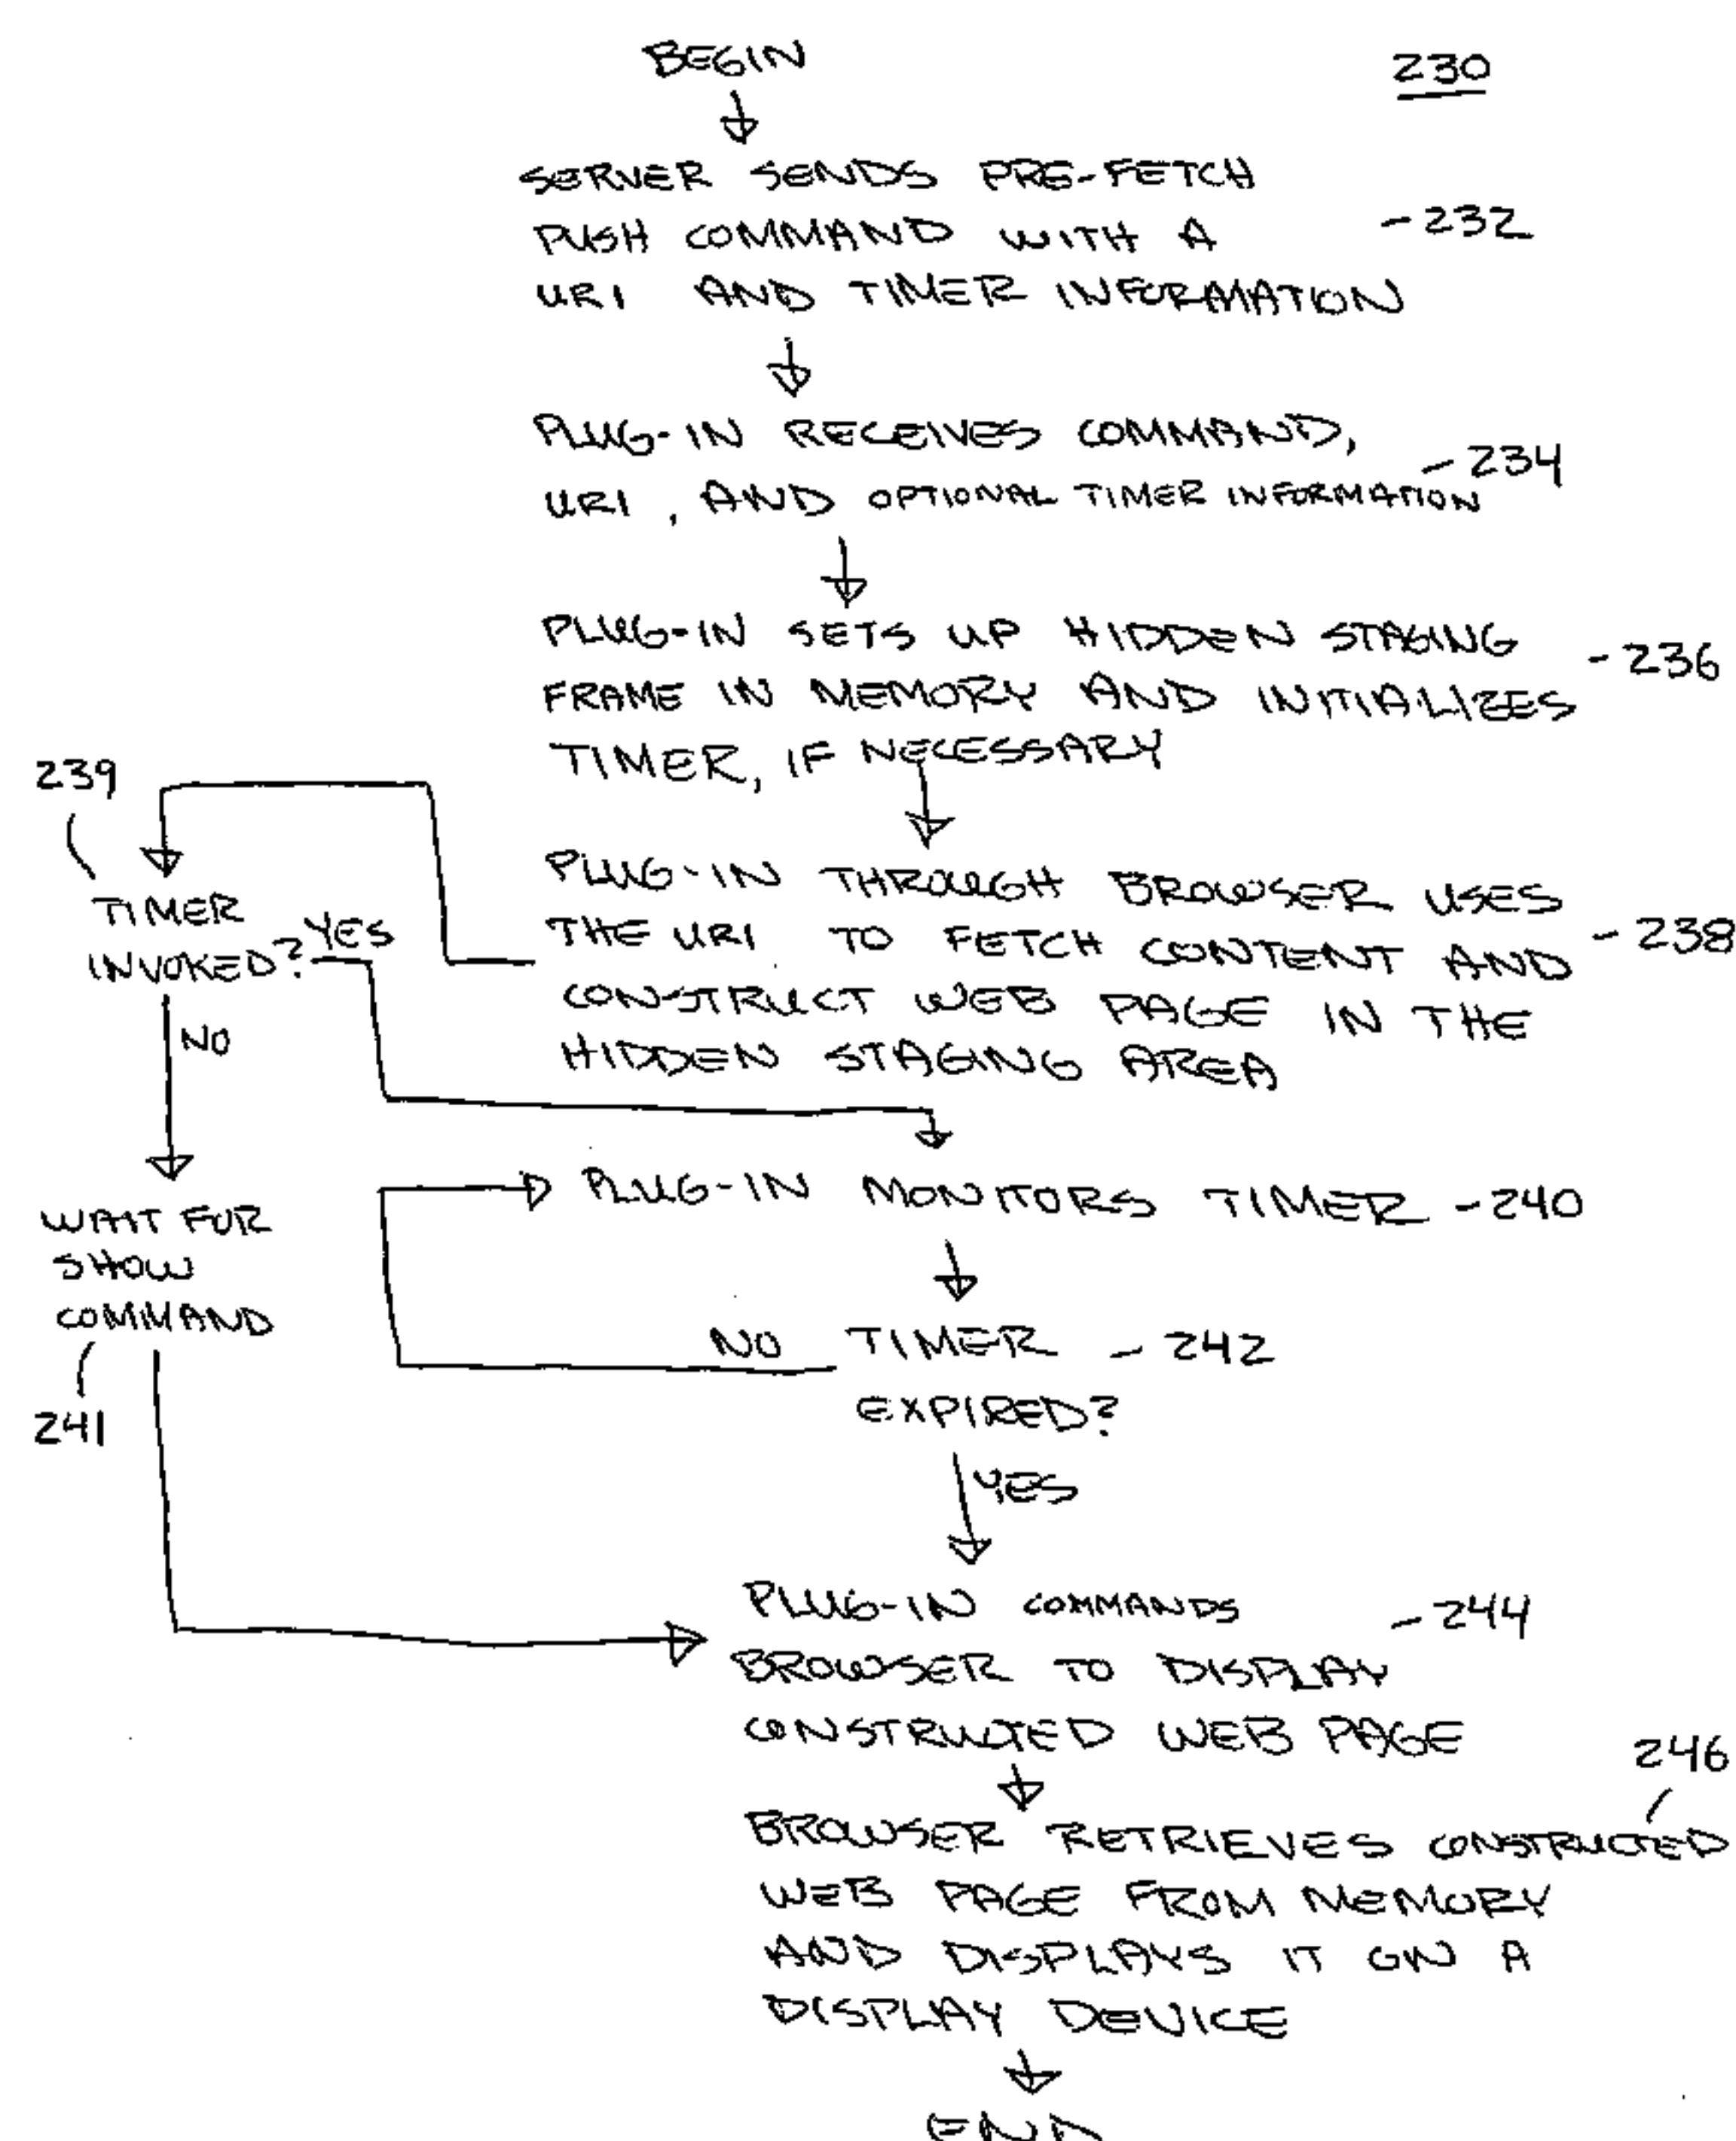 BEGIN
230
SERVER SENDS PRE-FETCH
PUSH COMMAND WITH A
-232
URI AND TIMER INFORMATION
PLUG-IN RECEIVES COMMAND,
-234
URI, AND OPTIONAL TIMER INFORMATION
PLUG-IN SETS UP HIDDEN STAGING
-236
FRAME IN MEMORY AND INITIALIZES
TIMER, IF NECESSARY
239
TIMER
INVOKED?
YES
NO
PLUG-IN THROUGH BROWSER USES
THE URI TO FETCH CONTENT AND
-238
CONSTRUCT WEB PAGE IN THE
HIDDEN STAGING AREA
WAIT FOR
SHOW
COMMAND
241
PLUG-IN MONITORS TIMER -240
NO
TIMER -242
EXPIRED?
YES
PLUG-IN COMMANDS
-244
BROWSER TO DISPLAY
CONSTRUCTED WEB PAGE
246
BROWSER RETRIEVES CONSTRUCTED
WEB PAGE FROM MEMORY
AND DISPLAYS IT ON A
DISPLAY DEVICE
END